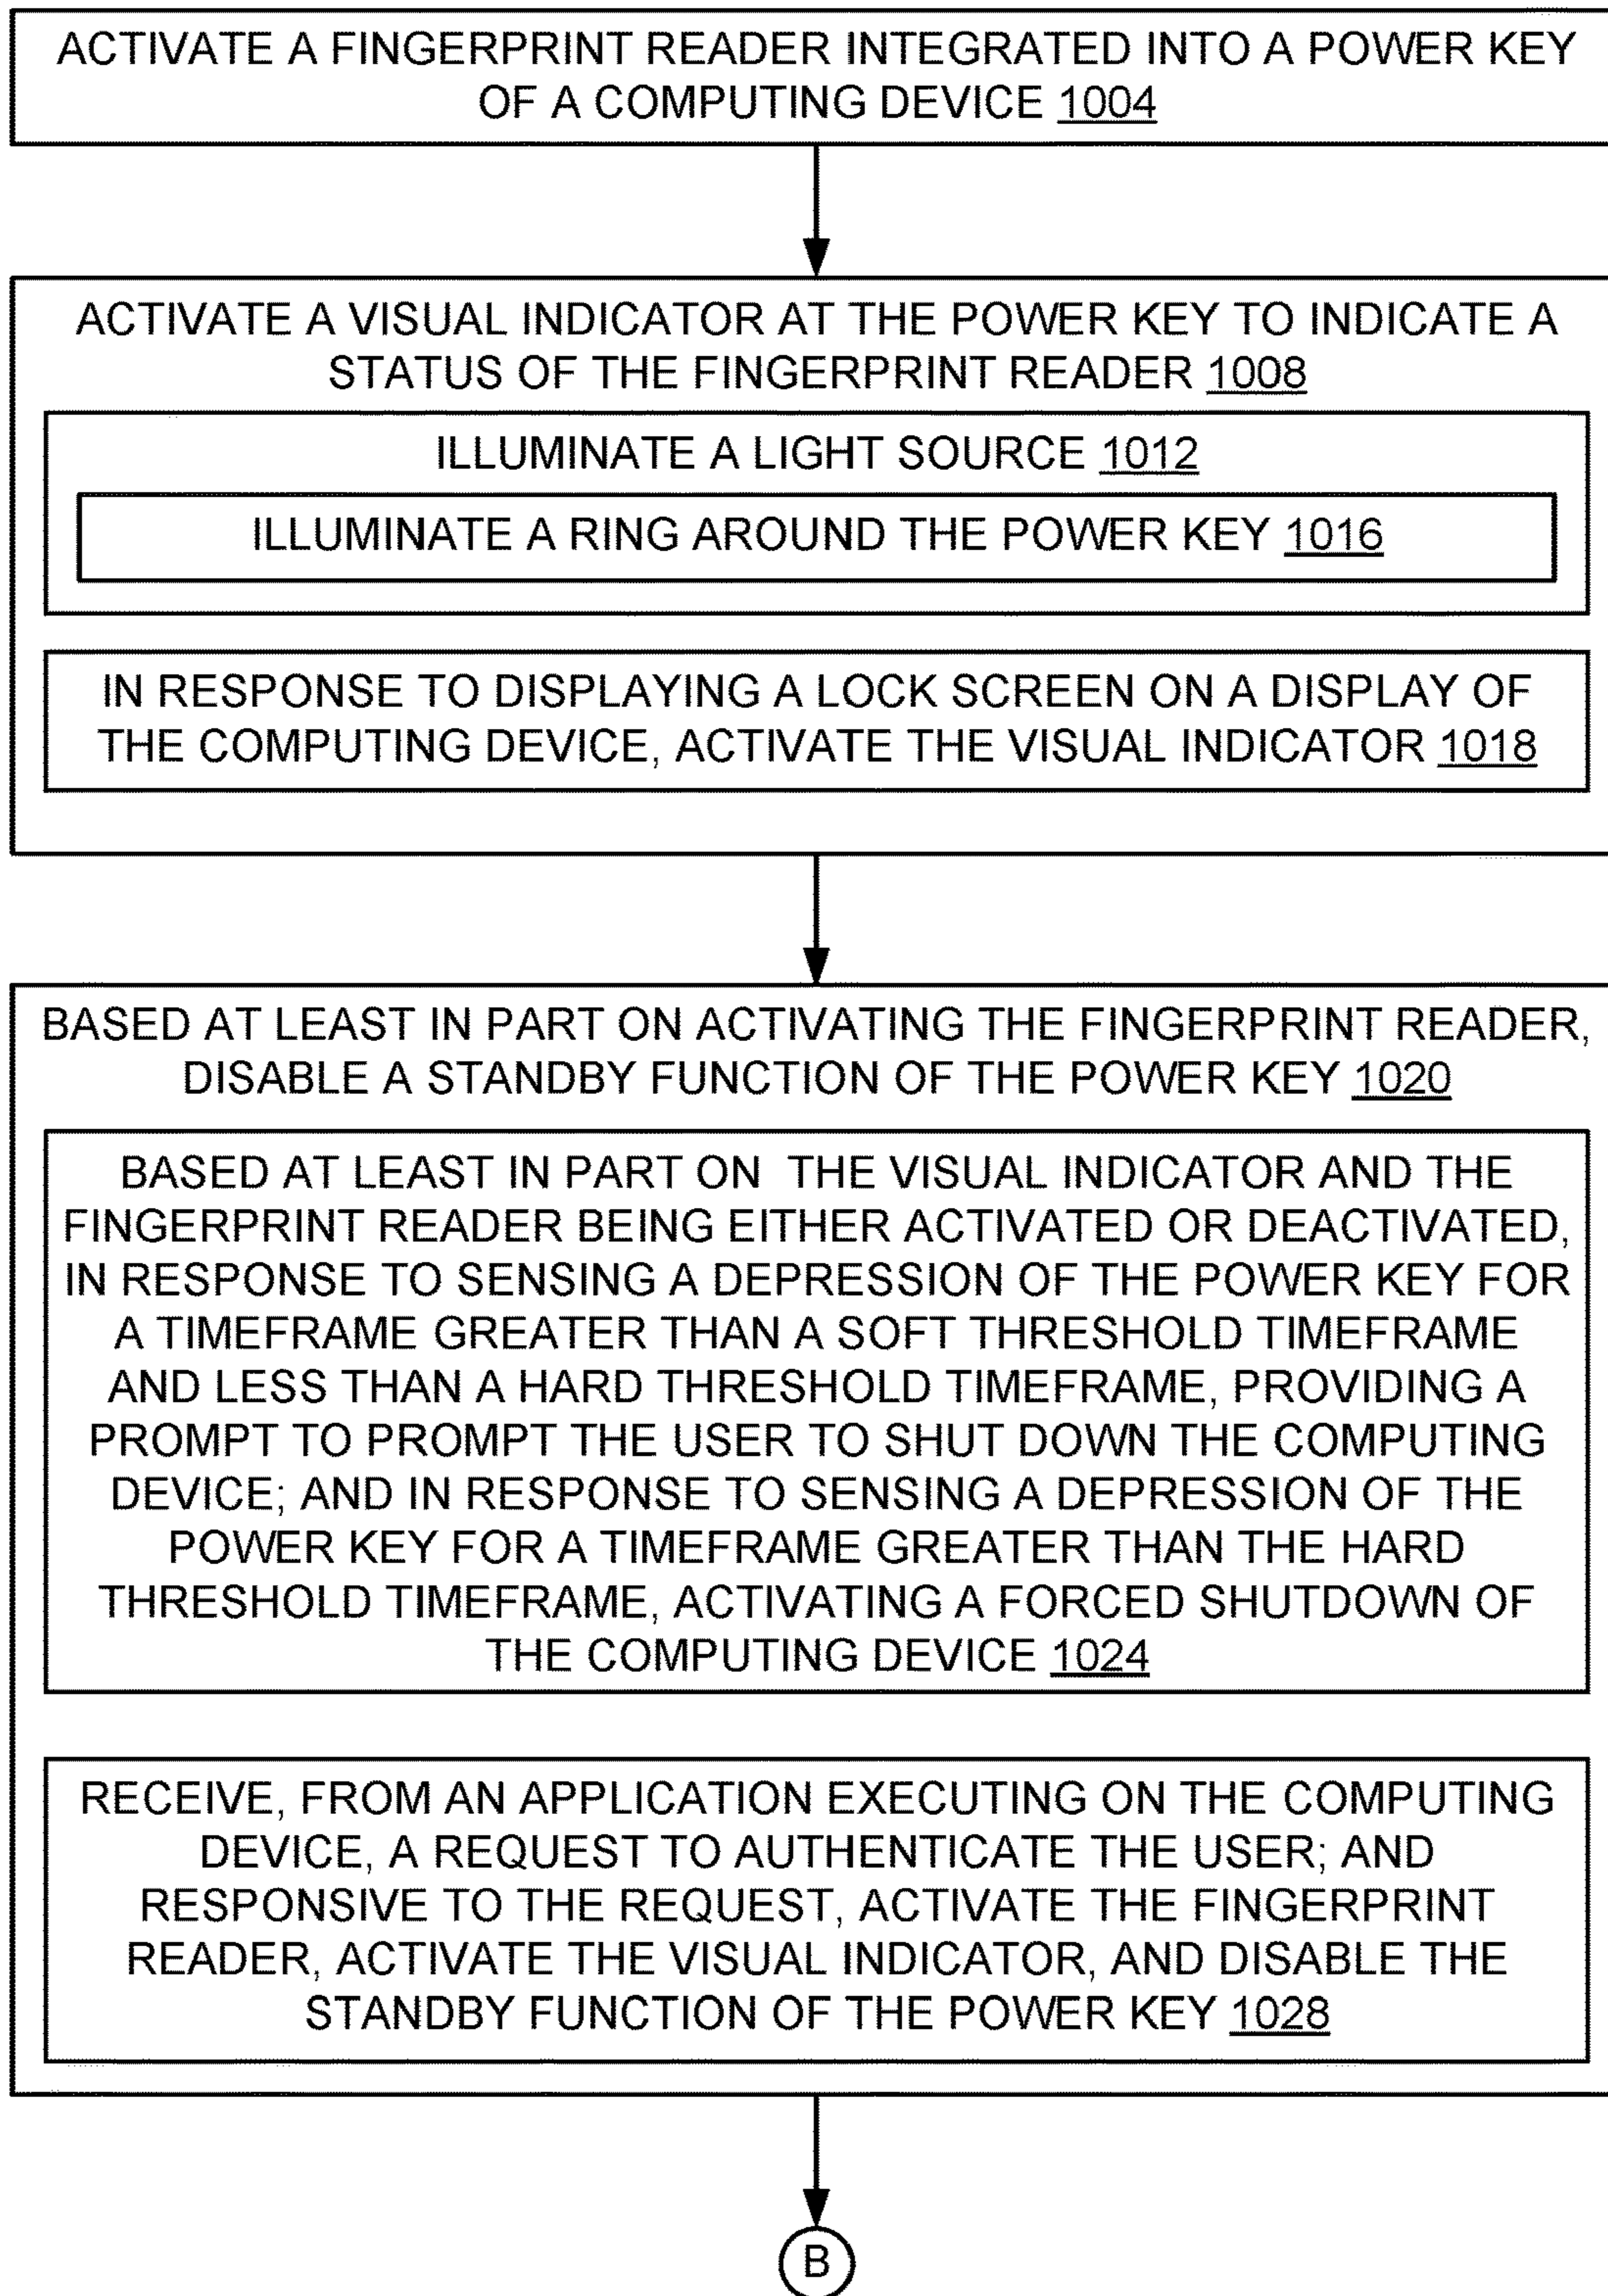 ACTIVATE A FINGERPRINT READER INTEGRATED INTO A POWER KEY
OF A COMPUTING DEVICE 1004
ACTIVATE A VISUAL INDICATOR AT THE POWER KEY TO INDICATE A
STATUS OF THE FINGERPRINT READER 1008
ILLUMINATE A LIGHT SOURCE 1012
ILLUMINATE A RING AROUND THE POWER KEY 1016
IN RESPONSE TO DISPLAYING A LOCK SCREEN ON A DISPLAY OF
THE COMPUTING DEVICE, ACTIVATE THE VISUAL INDICATOR 1018
BASED AT LEAST IN PART ON ACTIVATING THE FINGERPRINT READER,
DISABLE A STANDBY FUNCTION OF THE POWER KEY 1020
BASED AT LEAST IN PART ON THE VISUAL INDICATOR AND THE
FINGERPRINT READER BEING EITHER ACTIVATED OR DEACTIVATED,
IN RESPONSE TO SENSING A DEPRESSION OF THE POWER KEY FOR
A TIMEFRAME GREATER THAN A SOFT THRESHOLD TIMEFRAME
AND LESS THAN A HARD THRESHOLD TIMEFRAME, PROVIDING A
PROMPT TO PROMPT THE USER TO SHUT DOWN THE COMPUTING
DEVICE; AND IN RESPONSE TO SENSING A DEPRESSION OF THE
POWER KEY FOR A TIMEFRAME GREATER THAN THE HARD
THRESHOLD TIMEFRAME, ACTIVATING A FORCED SHUTDOWN OF
THE COMPUTING DEVICE 1024
RECEIVE, FROM AN APPLICATION EXECUTING ON THE COMPUTING
DEVICE, A REQUEST TO AUTHENTICATE THE USER; AND
RESPONSIVE TO THE REQUEST, ACTIVATE THE FINGERPRINT
READER, ACTIVATE THE VISUAL INDICATOR, AND DISABLE THE
STANDBY FUNCTION OF THE POWER KEY 1028
B